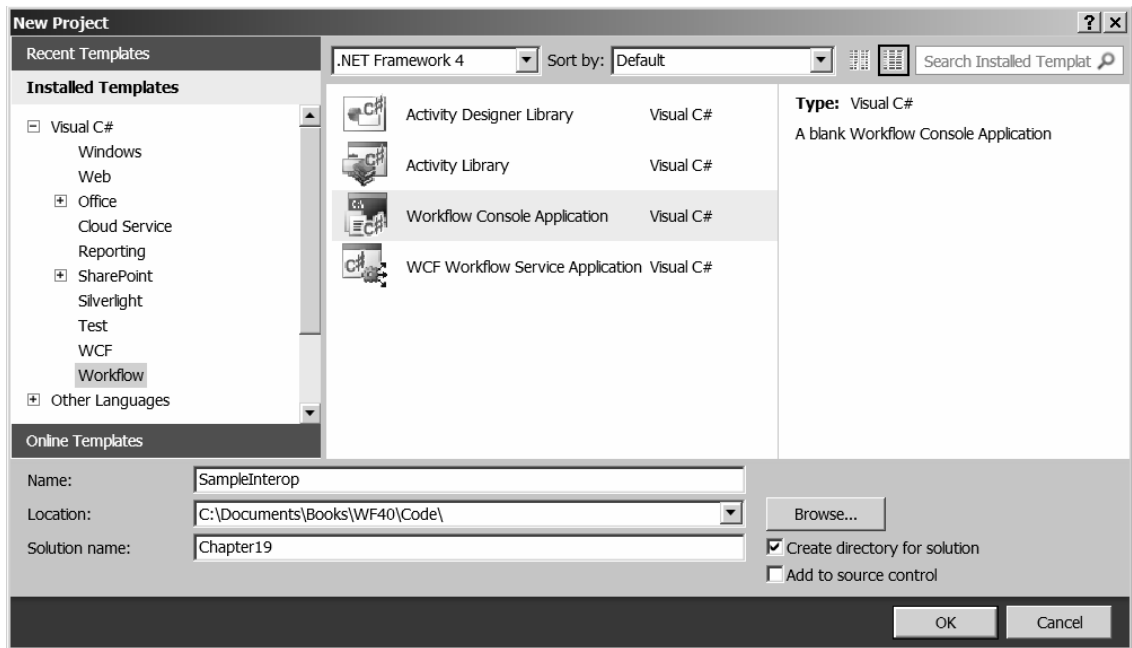 New Project
Recent Templates
Installed Templates
Visual C#
Windows
Web
Office
Cloud Service
Reporting
SharePoint
Silverlight
Test
WCF
Workflow
Other Languages
Online Templates
.NET Framework 4
Sort by: Default
Search Installed Templat
Activity Designer Library Visual C#
Activity Library Visual C#
Workflow Console Application Visual C#
WCF Workflow Service Application Visual C#
Type: Visual C#
A blank Workflow Console Application
Name: SampleInterop
Location: C:\Documents\Books\WF40\Code\
Browse...
Solution name: Chapter19
Create directory for solution
Add to source control
OK Cancel